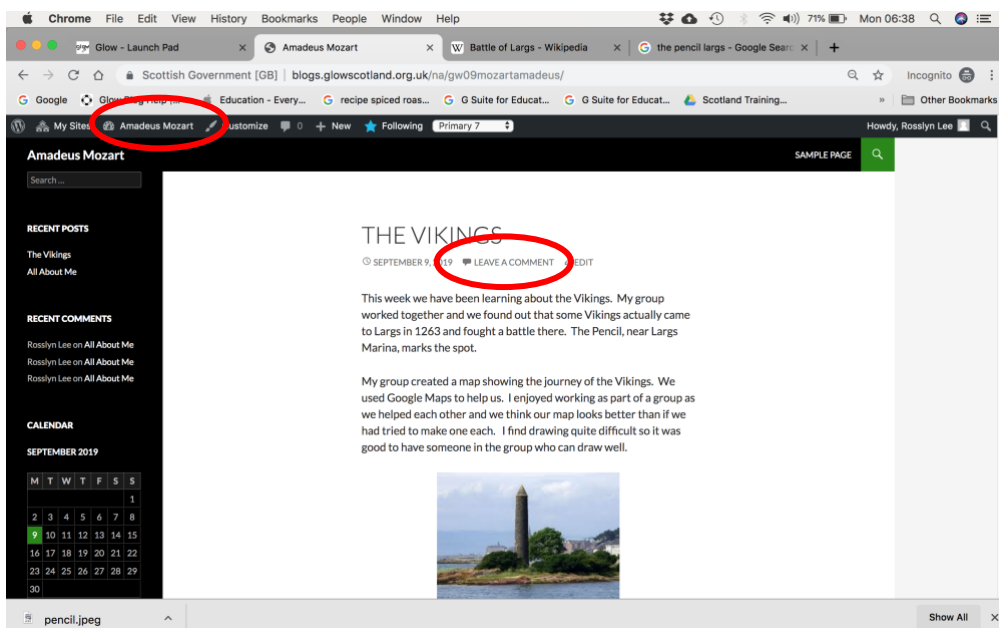 Chrome File Edit View History Bookmarks People Window Help 71% Mon 06:38
Glow - Launch Pad Amadeus Mozart Battle of Largs - Wikipedia the pencil largs - Google Searc
Scottish Government [GB] | blogs.glowscotland.org.uk/na/gw09mozartamadeus/ Incognito
Google Education - Every... recipe spiced roas... G Suite for Educat... G Suite for Educat... Scotland Training... » Other Bookmarks
My Sites Amadeus Mozart ustomize 0 + New Following Primary 7 Howdy, Rosslyn Lee
Amadeus Mozart SAMPLE PAGE
Search ...
RECENT POSTS
The Vikings
All About Me
RECENT COMMENTS
Rosslyn Lee on All About Me
Rosslyn Lee on All About Me
Rosslyn Lee on All About Me
CALENDAR
SEPTEMBER 2019
M T W T F S S
1
2 3 4 5 6 7 8
9 10 11 12 13 14 15
16 17 18 19 20 21 22
23 24 25 26 27 28 29
30
THE VIKINGS
SEPTEMBER 9, 2019 LEAVE A COMMENT EDIT
This week we have been learning about the Vikings. My group
worked together and we found out that some Vikings actually came
to Largs in 1263 and fought a battle there. The Pencil, near Largs
Marina, marks the spot.
My group created a map showing the journey of the Vikings. We
used Google Maps to help us. I enjoyed working as part of a group as
we helped each other and we think our map looks better than if we
had tried to make one each. I find drawing quite difficult so it was
good to have someone in the group who can draw well.
pencil.jpeg Show All